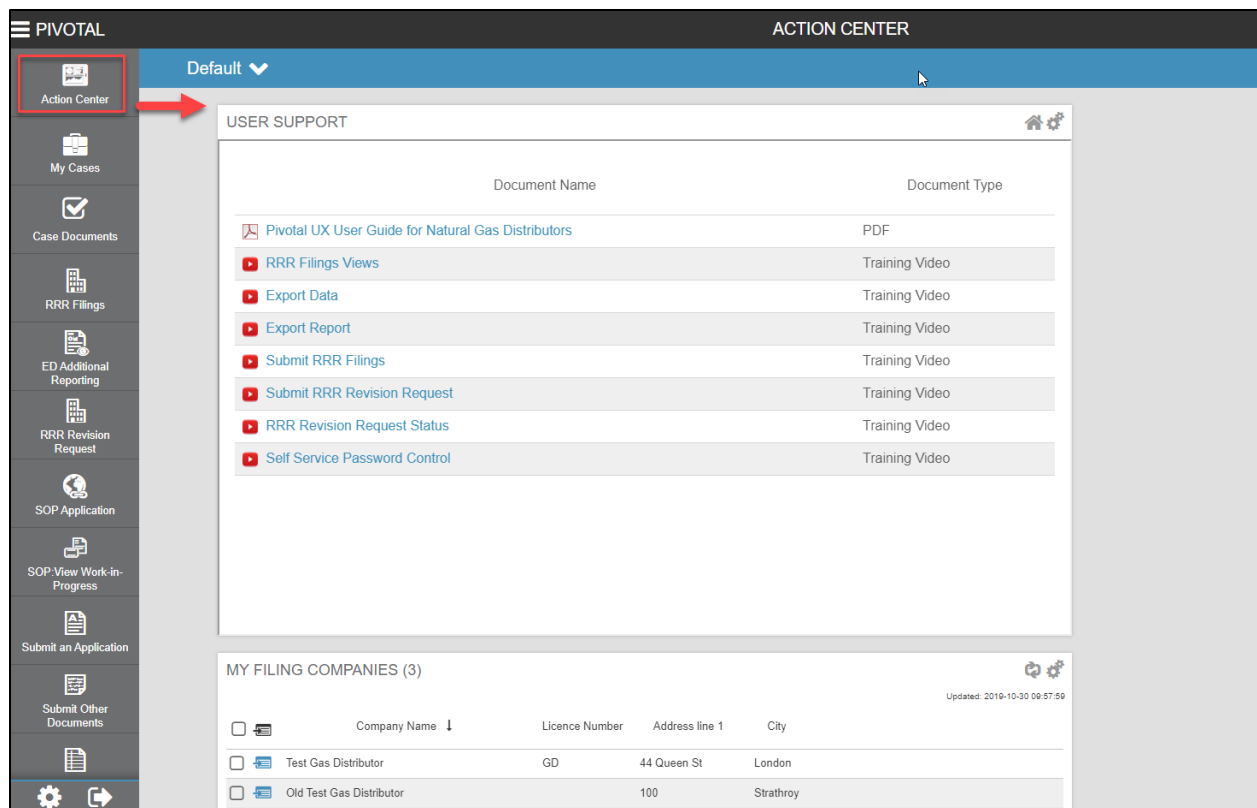 PIVOTAL
ACTION CENTER
Action Center
My Cases
Case Documents
RRR Filings
ED Additional
Reporting
RRR Revision
Request
SOP Application
SOP:View Work-in-
Progress
Submit an Application
Submit Other
Documents
Default
USER SUPPORT
Document Name Document Type
Pivotal UX User Guide for Natural Gas Distributors PDF
RRR Filings Views Training Video
Export Data Training Video
Export Report Training Video
Submit RRR Filings Training Video
Submit RRR Revision Request Training Video
RRR Revision Request Status Training Video
Self Service Password Control Training Video
MY FILING COMPANIES (3)
Updated: 2019-10-30 09:57:59
Company Name Licence Number Address line 1 City
Test Gas Distributor GD 44 Queen St London
Old Test Gas Distributor 100 Strathroy